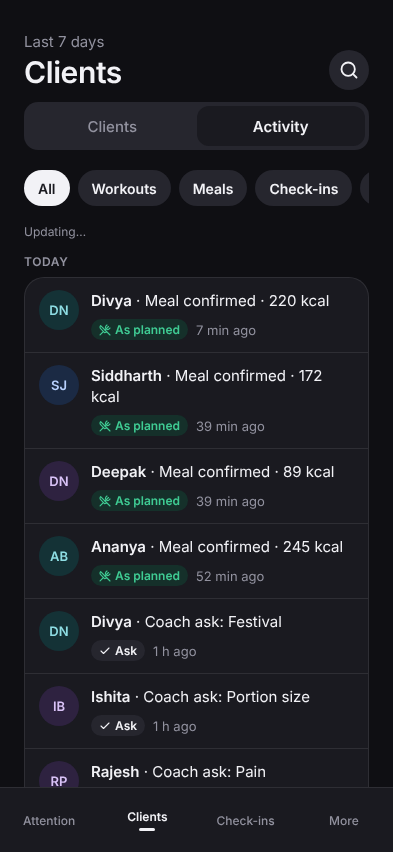 Last 7 days
Clients
Clients
Activity
All
Workouts
Meals
Check-ins
Updating...
TODAY
DN
Divya · Meal confirmed · 220 kcal
As planned
7 min ago
SJ
Siddharth · Meal confirmed · 172
kcal
As planned
39 min ago
DN
Deepak · Meal confirmed · 89 kcal
As planned
39 min ago
AB
Ananya · Meal confirmed · 245 kcal
As planned
52 min ago
DN
Divya · Coach ask: Festival
Ask
1 h ago
IB
Ishita · Coach ask: Portion size
Ask
1 h ago
RP
Rajesh · Coach ask: Pain
Attention
Clients
Check-ins
More